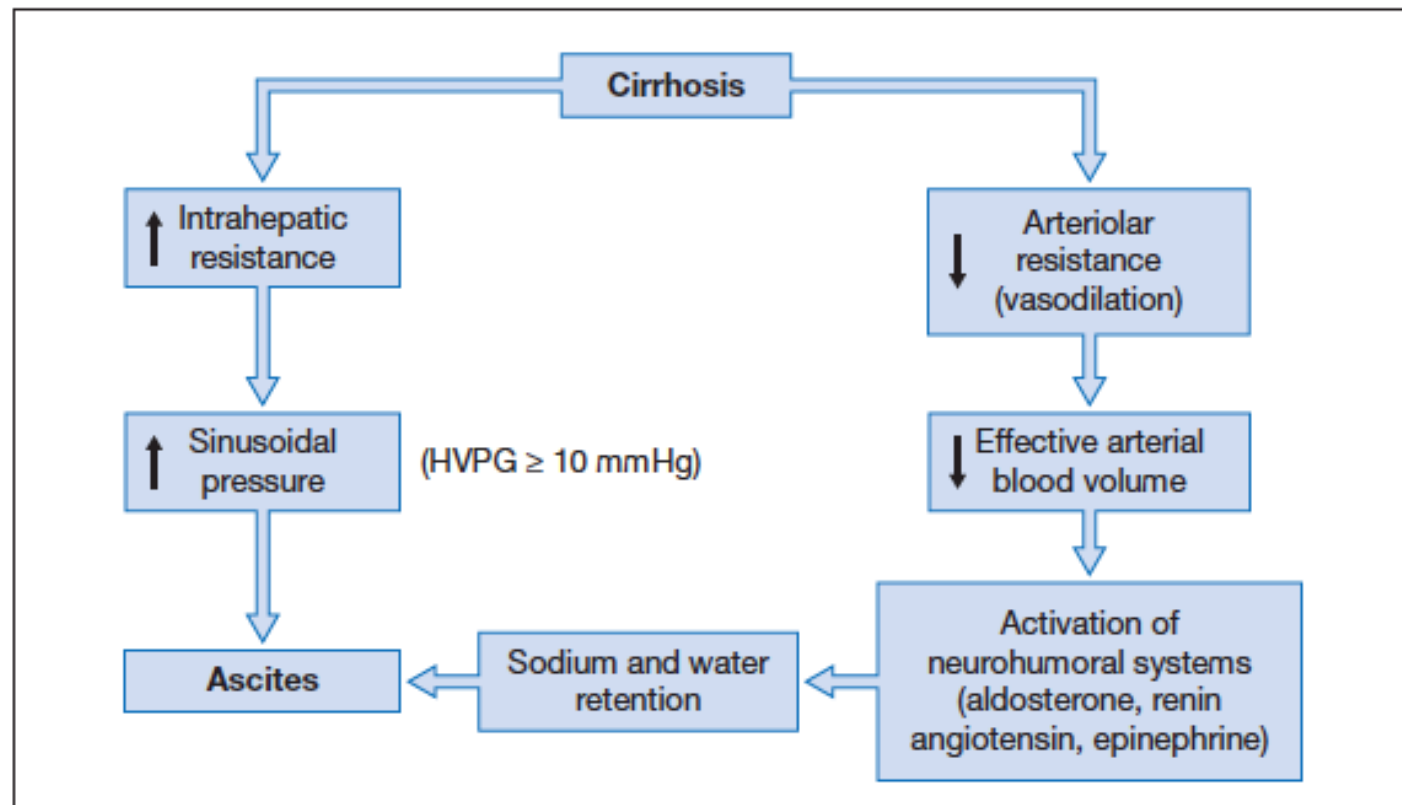 Cirrhosis
Intrahepatic
resistance
Arteriolar
resistance
(vasodilation)
Sinusoidal
pressure
(HVPG ≥ 10 mmHg)
Effective arterial
blood volume
Activation of
neurohumoral systems
(aldosterone, renin
angiotensin, epinephrine)
Sodium and water
retention
Ascites